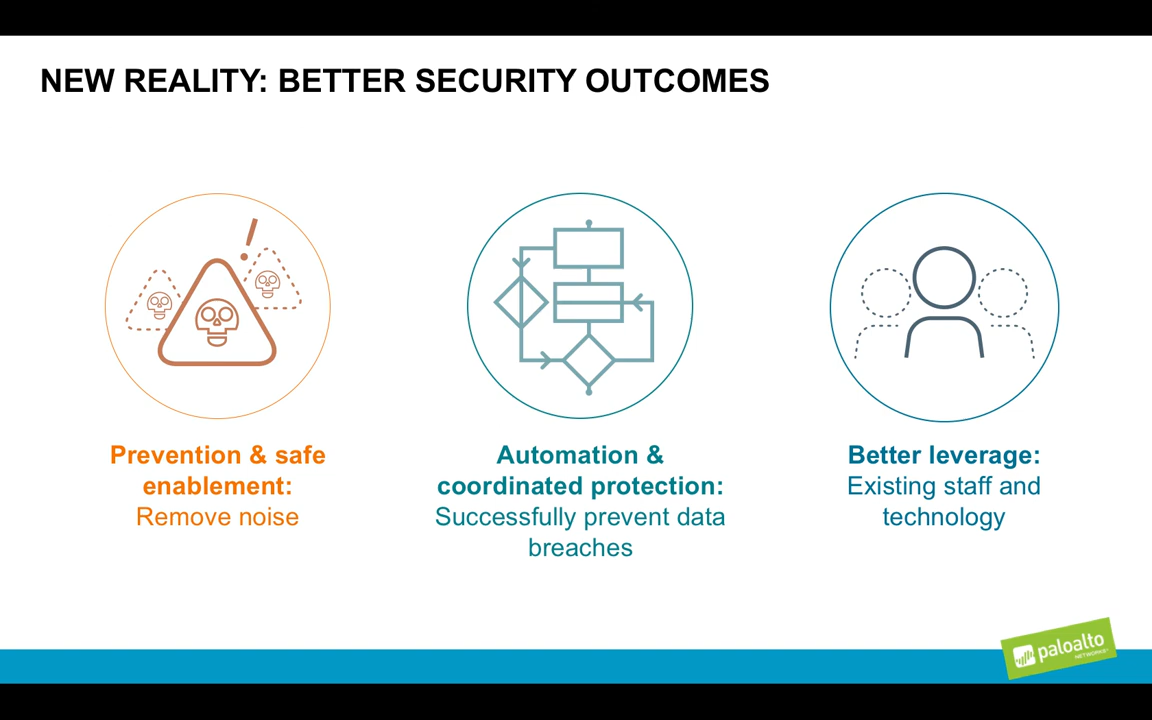 NEW REALITY: BETTER SECURITY OUTCOMES
!
Prevention & safe
enablement:
Remove noise
Automation &
coordinated protection:
Successfully prevent data
breaches
Better leverage:
Existing staff and
technology
paloalto
NETWORKS